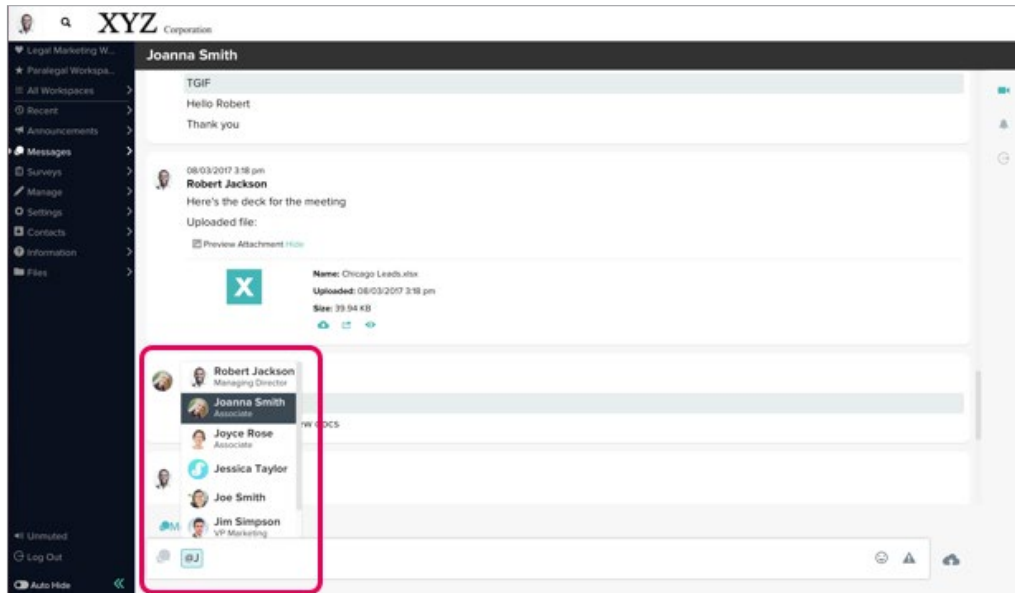 XYZ Corporation
Legal Marketing W...
Paralegal Workspa...
All Workspaces
Recent
Announcements
Messages
Surveys
Manage
Settings
Contacts
Information
Files
Unmuted
Log Out
Auto Hide
Joanna Smith
TGIF
Hello Robert
Thank you
08/03/2017 3:18 pm
Robert Jackson
Here's the deck for the meeting
Uploaded file:
Preview Attachment Hide
X
Name: Chicago Leads.xlsx
Uploaded: 08/03/2017 3:18 pm
Size: 39.94 KB
Robert Jackson
Managing Director
Joanna Smith
Associate
Joyce Rose
Associate
ew docs
Jessica Taylor
Joe Smith
Jim Simpson
VP Marketing
M
@J